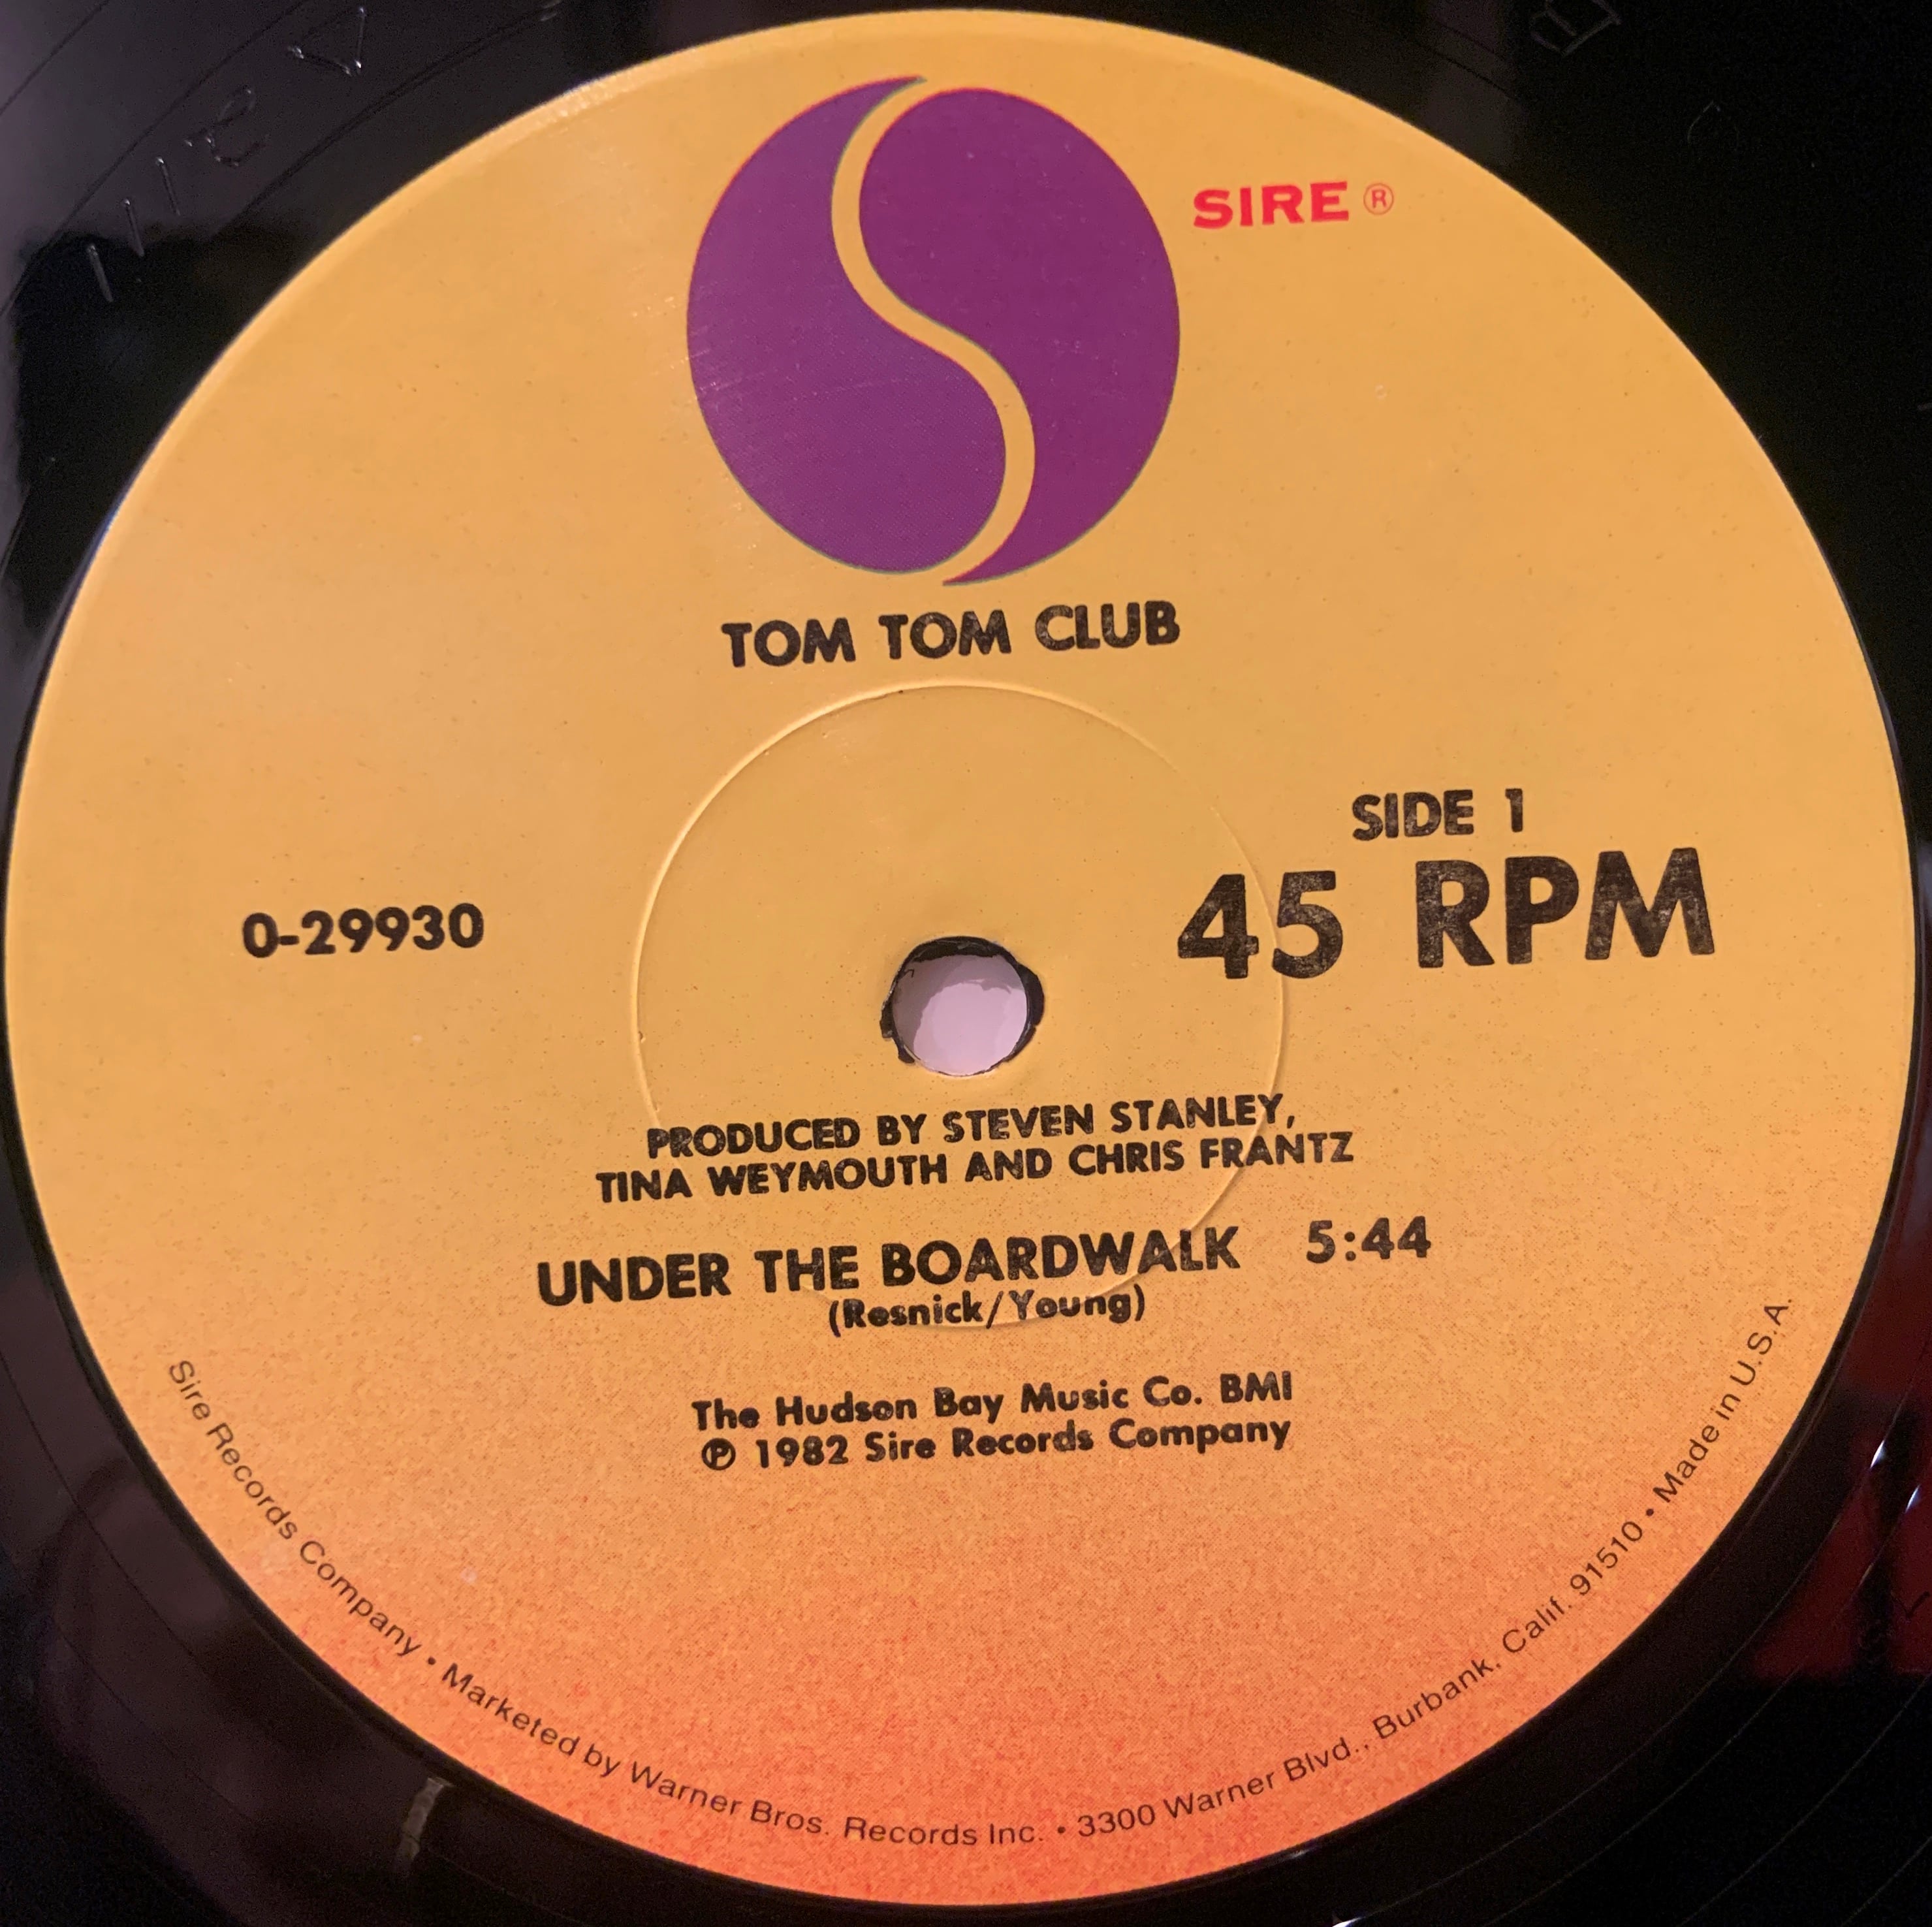 SIRE ®
TOM TOM CLUB
SIDE 1
45 RPM
0-29930
PRODUCED BY STEVEN STANLEY,
TINA WEYMOUTH AND CHRIS FRANTZ
UNDER THE BOARDWALK 5:44
(Resnick/Young)
The Hudson Bay Music Co. BMI
℗ 1982 Sire Records Company
Sire Records Company • Marketed by Warner Bros. Records Inc. • 3300 Warner Blvd., Burbank, Calif. 91510 • Made in U.S.A.